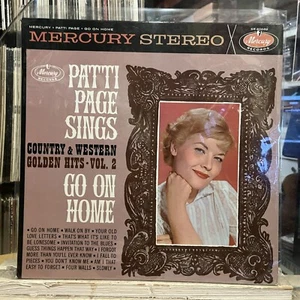 MERCURY • PATTI PAGE • GO ON HOME
MERCURY STEREO
Mercury
RECORDS
Mercury
RECORDS
PATTI
PAGE
SINGS
COUNTRY & WESTERN
GOLDEN HITS - VOL. 2
GO ON
HOME
• GO ON HOME • WALK ON BY • YOUR OLD
LOVE LETTERS • THAT'S WHAT IT'S LIKE TO
BE LONESOME • INVITATION TO THE BLUES •
GUESS THINGS HAPPEN THAT WAY • I FORGOT
MORE THAN YOU'LL EVER KNOW • I FALL TO
PIECES • YOU DON'T KNOW ME • AM I THAT
EASY TO FORGET • FOUR WALLS • SLOWLY •